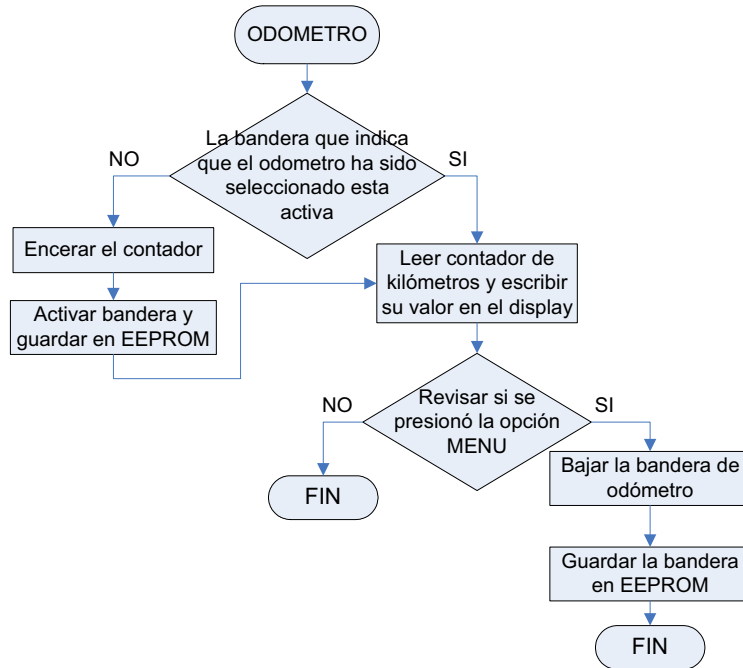 ODOMETRO
La bandera que indica
que el odometro ha sido
seleccionado esta
activa
NO
SI
Encerar el contador
Activar bandera y
guardar en EEPROM
Leer contador de
kilómetros y escribir
su valor en el display
Revisar si se
presionó la opción
MENU
NO
SI
FIN
Bajar la bandera de
odómetro
Guardar la bandera
en EEPROM
FIN